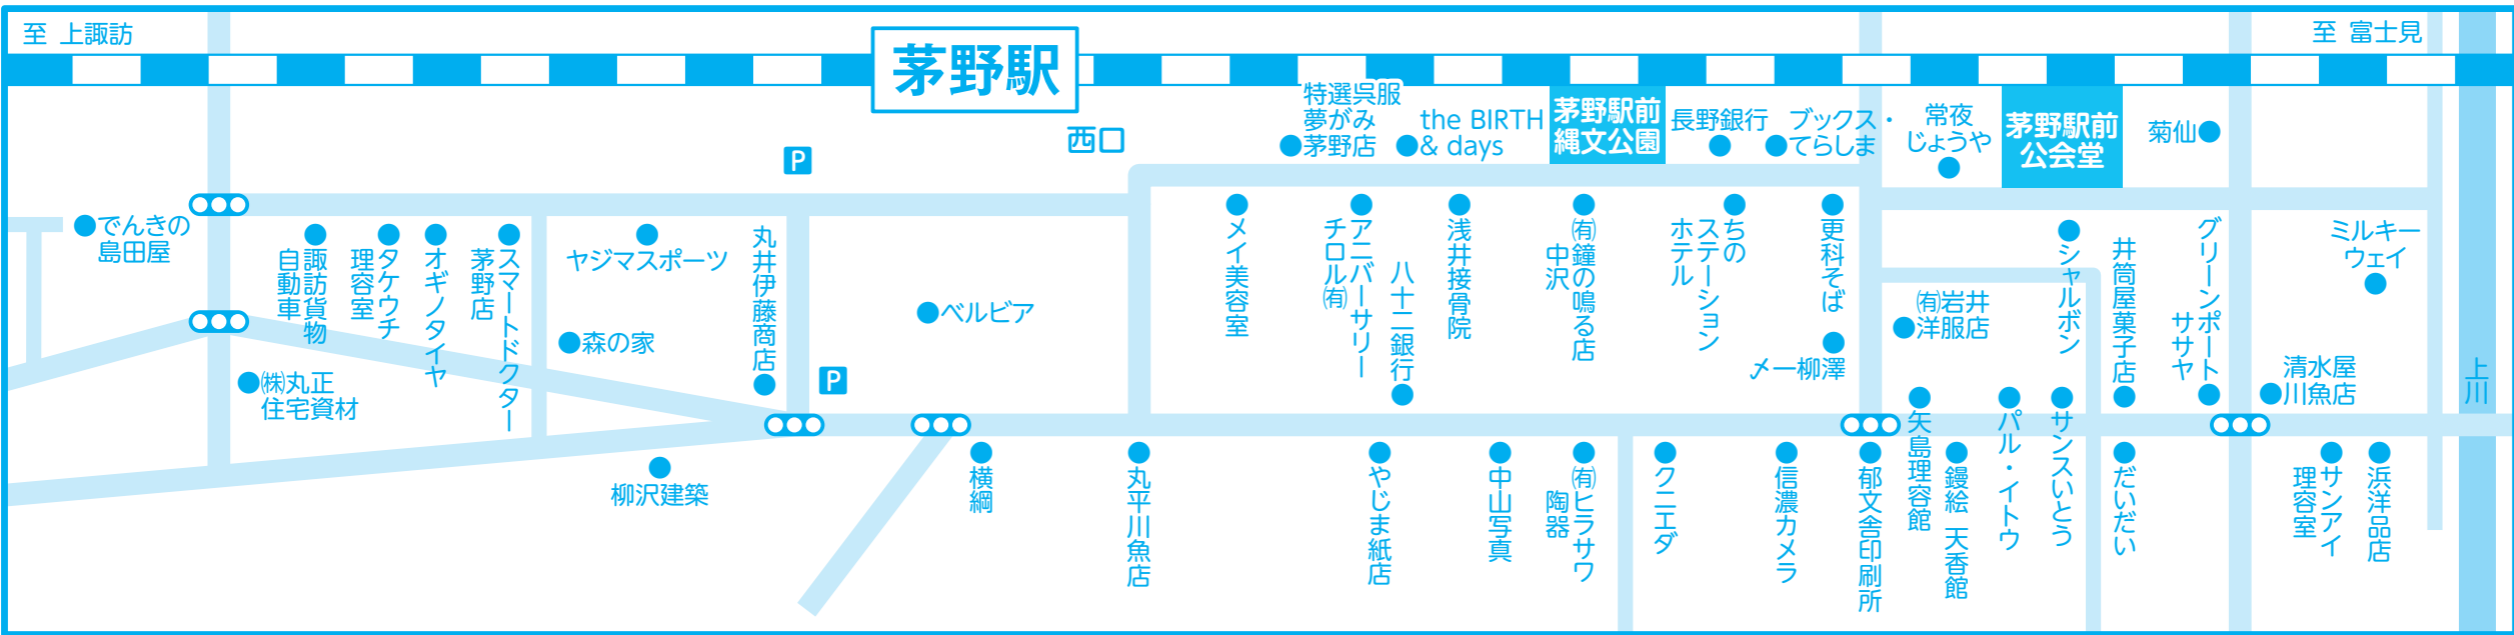 至 上諏訪
茅野駅
至 富士見
西口
P
特選呉服
夢がみ
茅野店
the BIRTH
& days
茅野駅前
縄文公園
長野銀行
ブックス・
てらしま
常夜
じょうや
茅野駅前
公会堂
菊仙
でんきの
島田屋
諏訪貨物
自動車
タケウチ
理容室
オギノタイヤ
スマートドクター
茅野店
ヤジマスポーツ
森の家
丸井伊藤商店
P
ベルビア
㈱丸正
住宅資材
柳沢建築
メイ美容室
アニバーサリー
チロル㈲
八十二銀行
浅井接骨院
㈲鐘の鳴る店
中沢
ちの
ステーション
ホテル
更科そば
〆一柳澤
㈲岩井
洋服店
シャルボン
井筒屋菓子店
グリーンポート
ササヤ
ミルキー
ウェイ
清水屋
川魚店
上川
横綱
丸平川魚店
やじま紙店
中山写真
㈲ヒラサワ
陶器
クニエダ
信濃カメラ
郁文舎印刷所
矢島理容館
鏝絵 天香館
パル・イトウ
サンスいとう
だいだい
サンアイ
理容室
浜洋品店